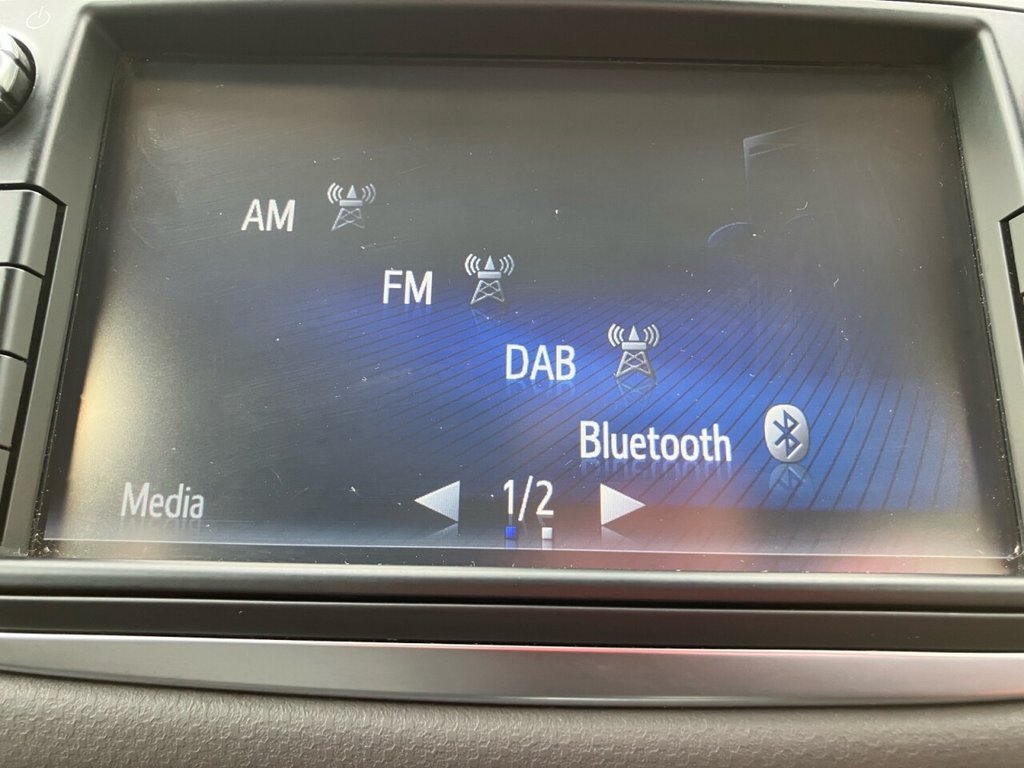 AM
FM
DAB
Bluetooth
Media
1/2